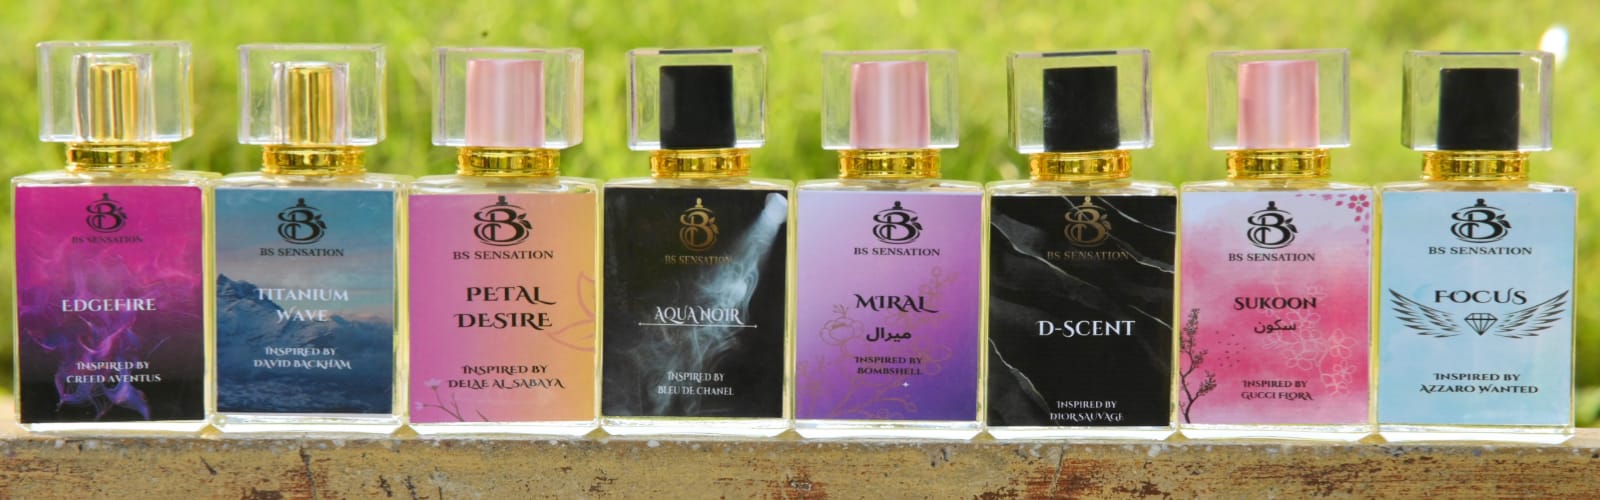 BS SENSATION
EDGEFIRE
INSPIRED BY
CREED AVENTUS
BS SENSATION
TITANIUM
WAVE
INSPIRED BY
DAVID BACKHAM
BS SENSATION
PETAL
DESIRE
INSPIRED BY
DELAE AL SABAYA
BS SENSATION
AQUA NOIR
INSPIRED BY
BLEU DE CHANEL
BS SENSATION
MIRAL
ميرال
INSPIRED BY
BOMBSHELL
BS SENSATION
D-SCENT
INSPIRED BY
DIOR SAUVAGE
BS SENSATION
SUKOON
سكون
INSPIRED BY
GUCCI FLORA
BS SENSATION
FOCUS
INSPIRED BY
AZZARO WANTED